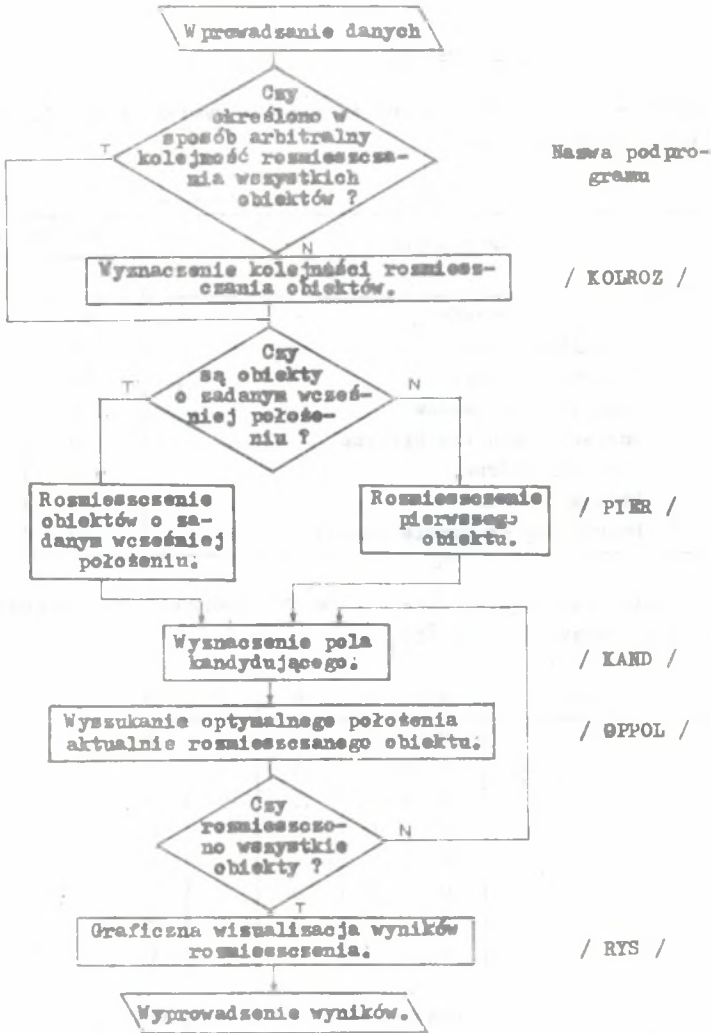 Wprowadzanie danych
Czy
określono w
sposób arbitralny
kolejność rozmieszcza-
nia wszystkich
obiektów ?
T
N
Nazwa podpro-
gramu
Wyznaczenie kolejności rozmiesz-
czania obiektów.
/ KOLROZ /
Czy
są obiekty
o zadanym wcześ-
niej położe-
niu ?
T
N
Rozmieszczenie
obiektów o za-
danym wcześniej
położeniu.
Rozmieszczenie
pierwszego
obiektu.
/ PIER /
Wyznaczenie pola
kandydującego.
/ KAND /
Wyszukanie optymalnego położenia
aktualnie rozmieszczanego obiektu.
/ OPPOL /
Czy
rozmieszczo-
no wszystkie
obiekty ?
N
T
Graficzna wizualizacja wyników
rozmieszczenia.
/ RYS /
Wyprowadzenie wyników.